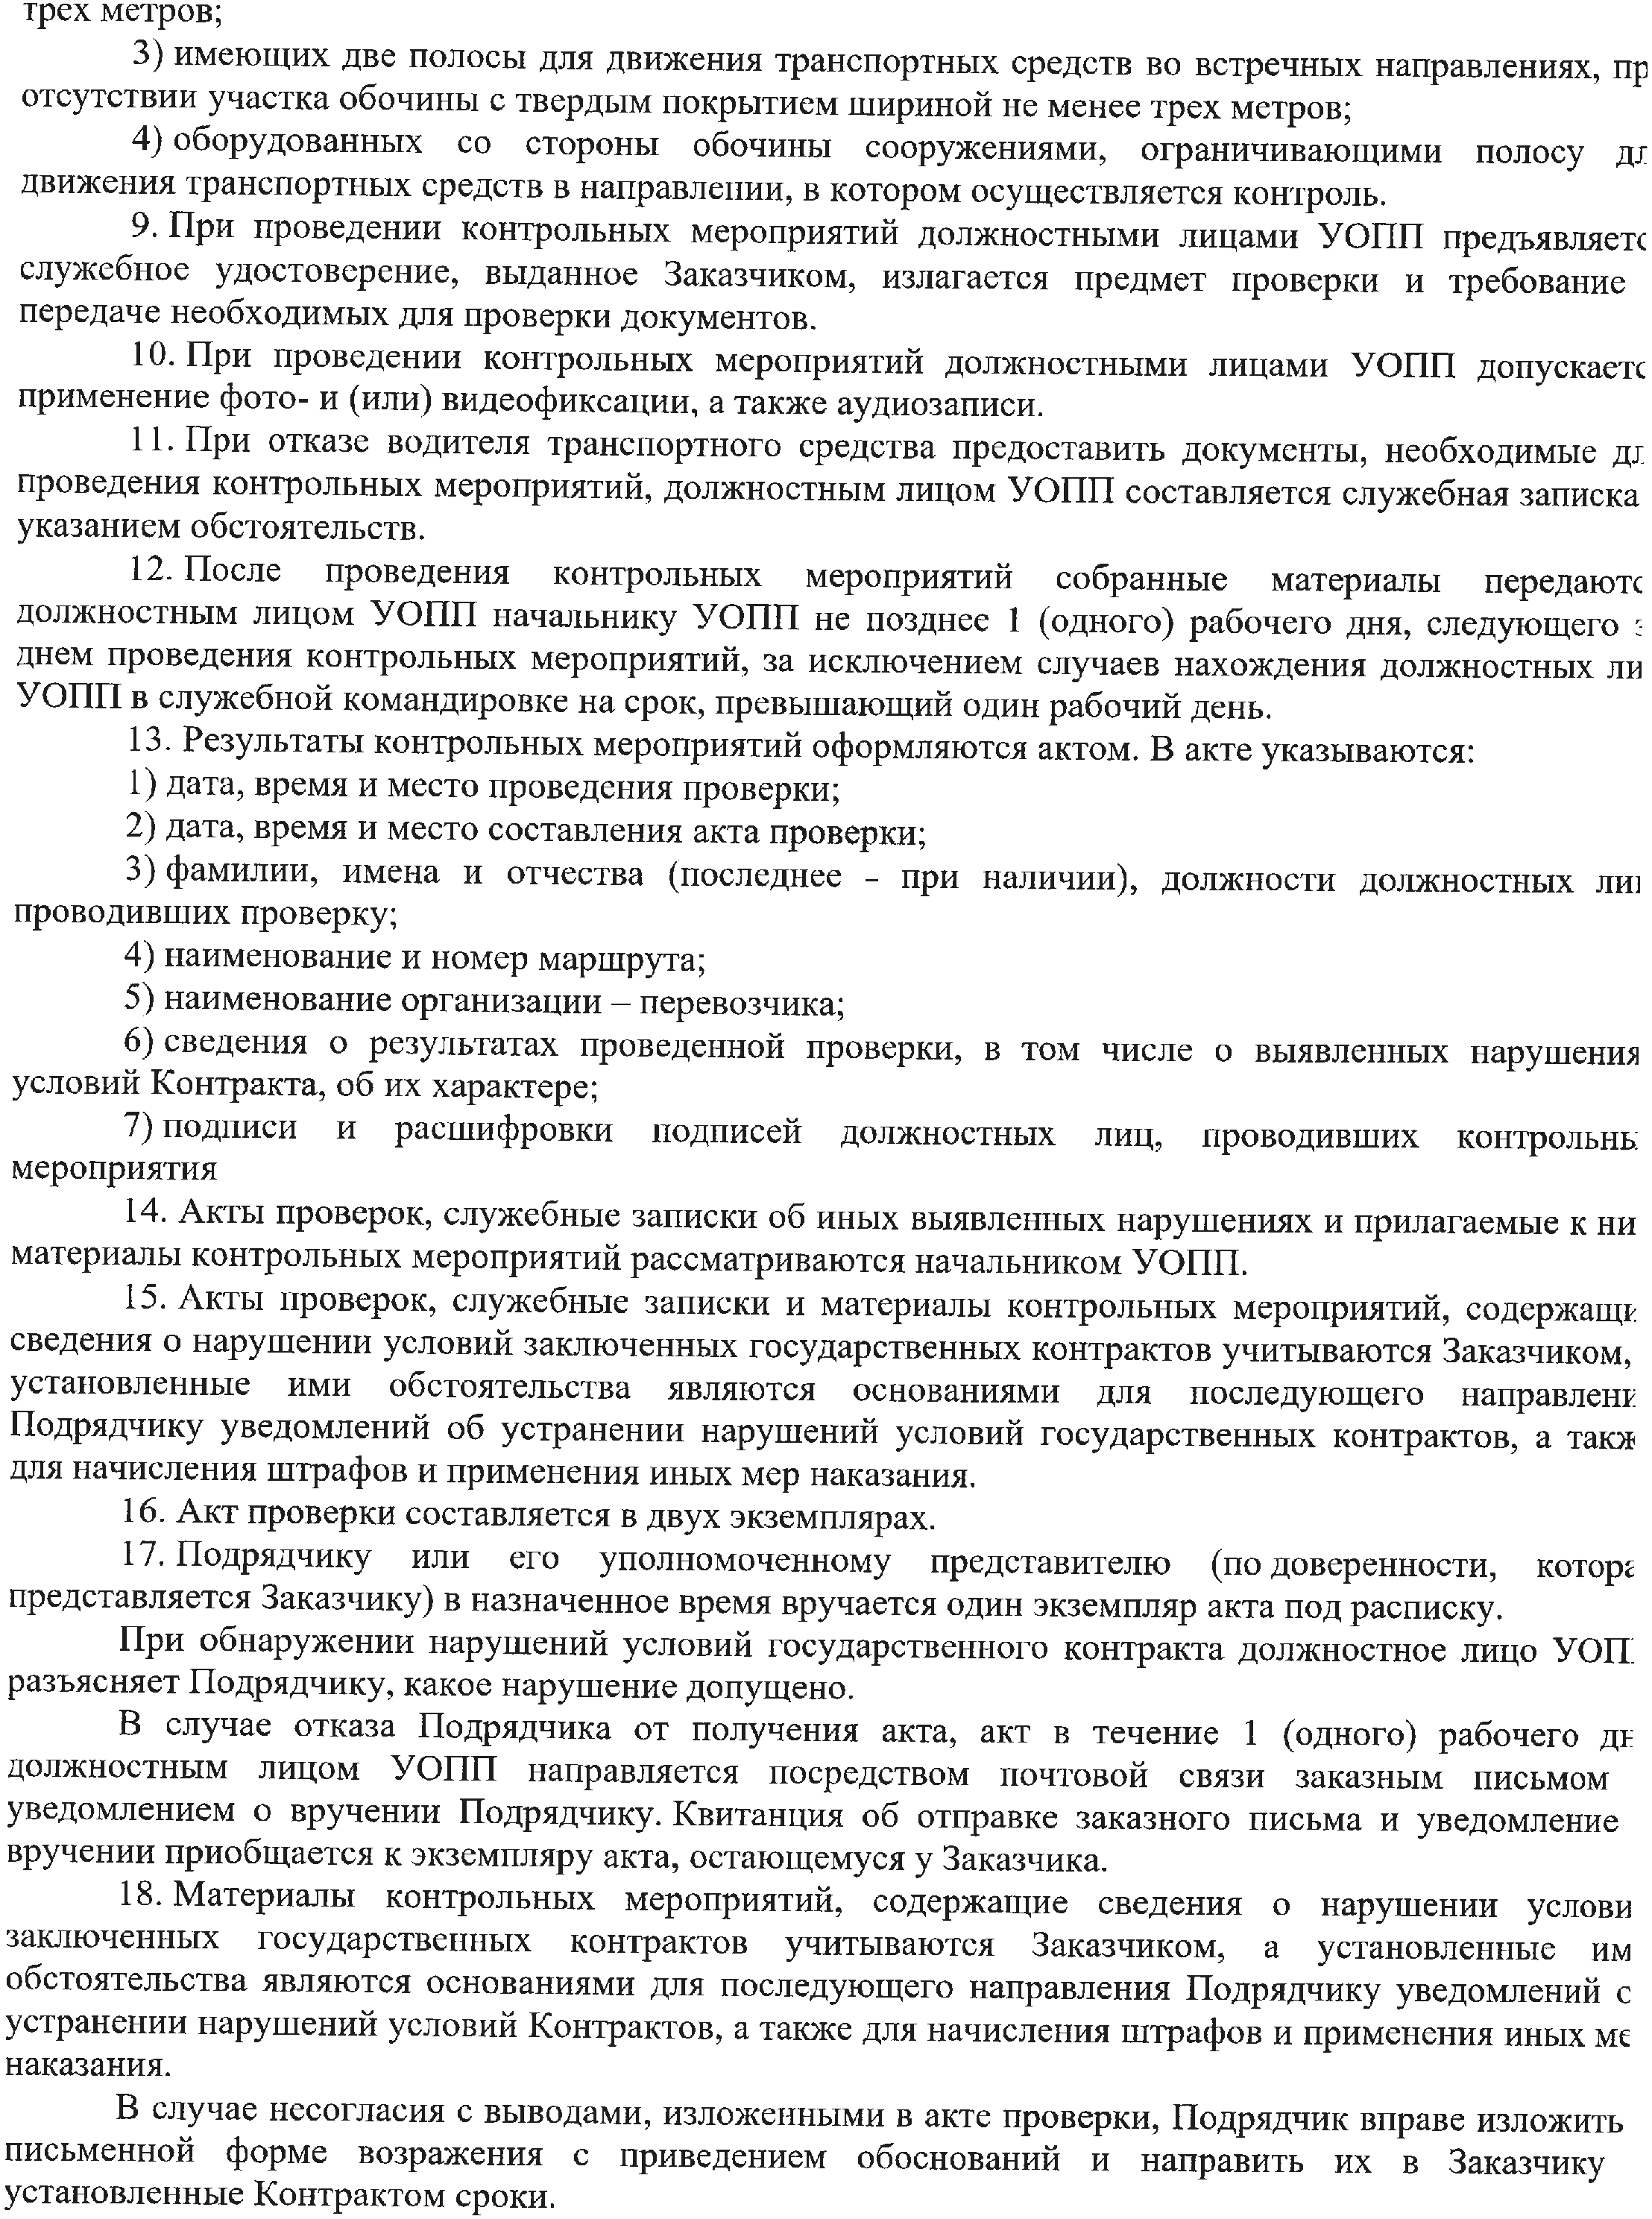 трех метров;
3) имеющих две полосы для движения транспортных средств во встречных направлениях, пр
отсутствии участка обочины с твердым покрытием шириной не менее трех метров;
4) оборудованных со стороны обочины сооружениями, ограничивающими полосу дл
движения транспортных средств в направлении, в котором осуществляется контроль.
9. При проведении контрольных мероприятий должностными лицами УОПП предъявляетс
служебное удостоверение, выданное Заказчиком, излагается предмет проверки и требование
передаче необходимых для проверки документов.
10. При проведении контрольных мероприятий должностными лицами УОПП допускаетс
применение фото- и (или) видеофиксации, а также аудиозаписи.
11. При отказе водителя транспортного средства предоставить документы, необходимые дл
проведения контрольных мероприятий, должностным лицом УОПП составляется служебная записка
указанием обстоятельств.
12. После проведения контрольных мероприятий собранные материалы передаютс
должностным лицом УОПП начальнику УОПП не позднее 1 (одного) рабочего дня, следующего з
днем проведения контрольных мероприятий, за исключением случаев нахождения должностных ли
УОПП в служебной командировке на срок, превышающий один рабочий день.
13. Результаты контрольных мероприятий оформляются актом. В акте указываются:
1) дата, время и место проведения проверки;
2) дата, время и место составления акта проверки;
3) фамилии, имена и отчества (последнее - при наличии), должности должностных лиц
проводивших проверку;
4) наименование и номер маршрута;
5) наименование организации – перевозчика;
6) сведения о результатах проведенной проверки, в том числе о выявленных нарушения
условий Контракта, об их характере;
7) подписи и расшифровки подписей должностных лиц, проводивших контрольны
мероприятия
14. Акты проверок, служебные записки об иных выявленных нарушениях и прилагаемые к ни
материалы контрольных мероприятий рассматриваются начальником УОПП.
15. Акты проверок, служебные записки и материалы контрольных мероприятий, содержащи
сведения о нарушении условий заключенных государственных контрактов учитываются Заказчиком,
установленные ими обстоятельства являются основаниями для последующего направлени
Подрядчику уведомлений об устранении нарушений условий государственных контрактов, а такж
для начисления штрафов и применения иных мер наказания.
16. Акт проверки составляется в двух экземплярах.
17. Подрядчику или его уполномоченному представителю (по доверенности, котора
представляется Заказчику) в назначенное время вручается один экземпляр акта под расписку.
При обнаружении нарушений условий государственного контракта должностное лицо УОП
разъясняет Подрядчику, какое нарушение допущено.
В случае отказа Подрядчика от получения акта, акт в течение 1 (одного) рабочего дн
должностным лицом УОПП направляется посредством почтовой связи заказным письмом
уведомлением о вручении Подрядчику. Квитанция об отправке заказного письма и уведомление
вручении приобщается к экземпляру акта, остающемуся у Заказчика.
18. Материалы контрольных мероприятий, содержащие сведения о нарушении услови
заключенных государственных контрактов учитываются Заказчиком, а установленные им
обстоятельства являются основаниями для последующего направления Подрядчику уведомлений о
устранении нарушений условий Контрактов, а также для начисления штрафов и применения иных ме
наказания.
В случае несогласия с выводами, изложенными в акте проверки, Подрядчик вправе изложить
письменной форме возражения с приведением обоснований и направить их в Заказчику
установленные Контрактом сроки.